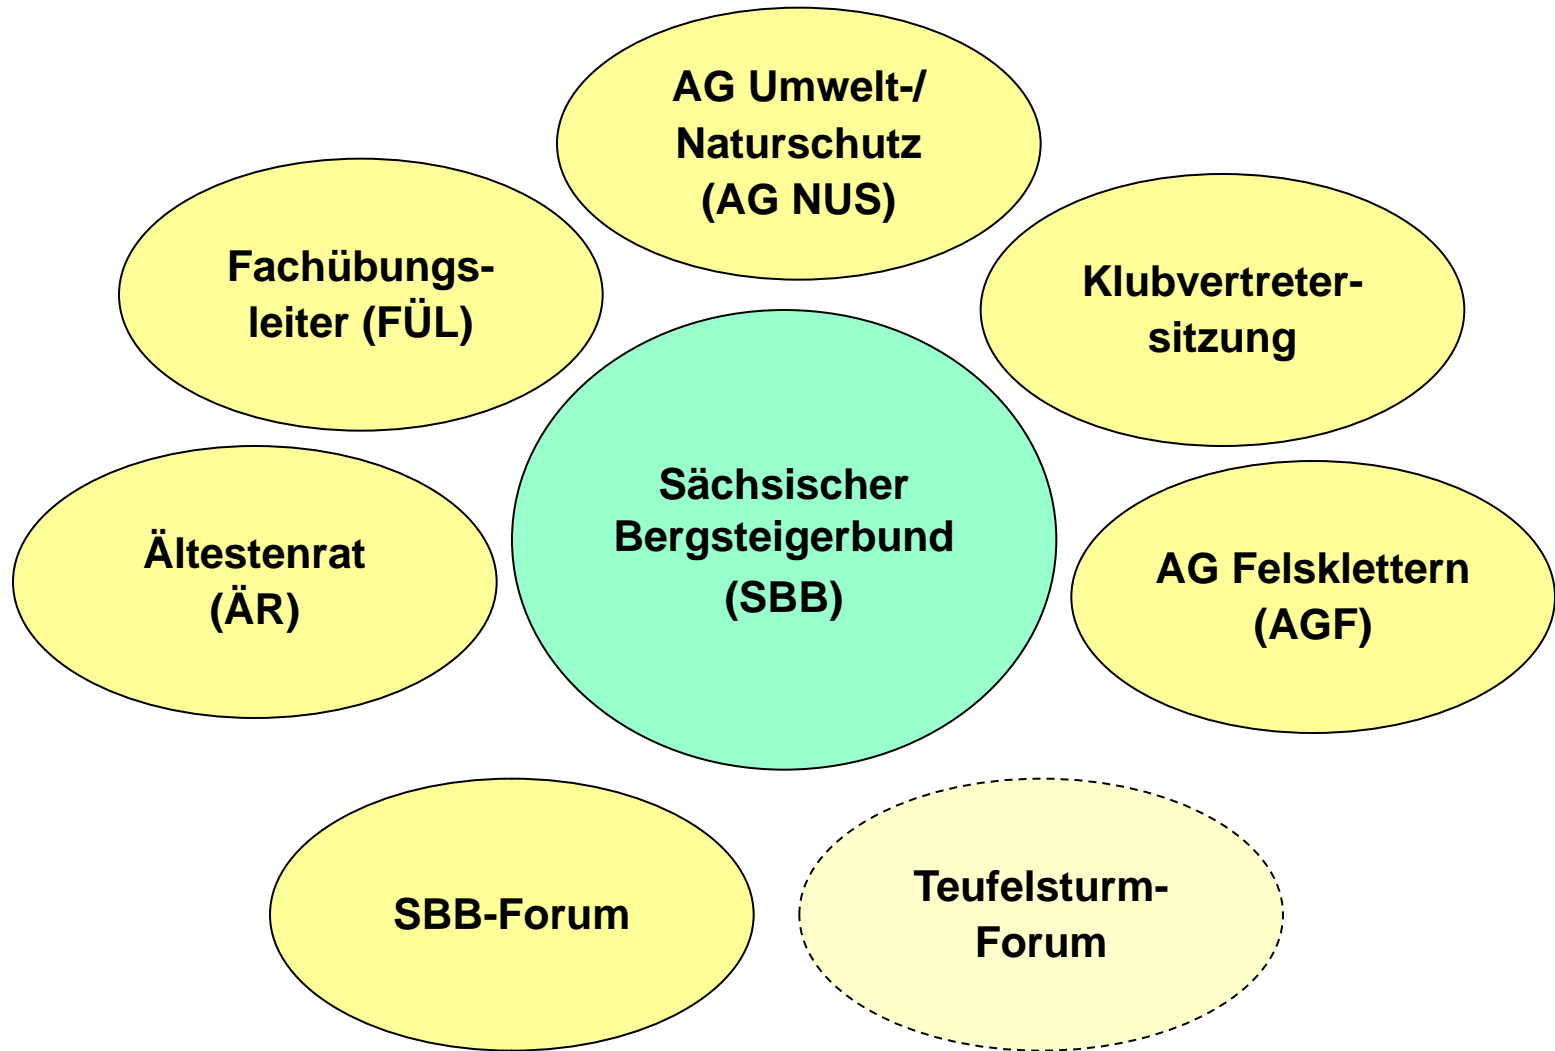 AG Umwelt-/
Naturschutz
(AG NUS)
Fachübungs-
leiter (FÜL)
Klubvertreter-
sitzung
Sächsischer
Bergsteigerbund
(SBB)
Ältestenrat
(ÄR)
AG Felsklettern
(AGF)
SBB-Forum
Teufelsturm-
Forum